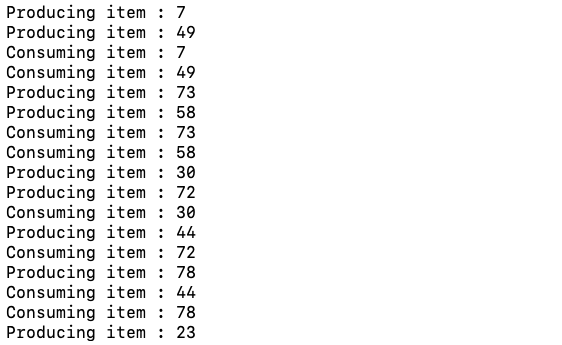 Producing item : 7
Producing item : 49
Consuming item : 7
Consuming item : 49
Producing item : 73
Producing item : 58
Consuming item : 73
Consuming item : 58
Producing item : 30
Producing item : 72
Consuming item : 30
Producing item : 44
Consuming item : 72
Producing item : 78
Consuming item : 44
Consuming item : 78
Producing item : 23